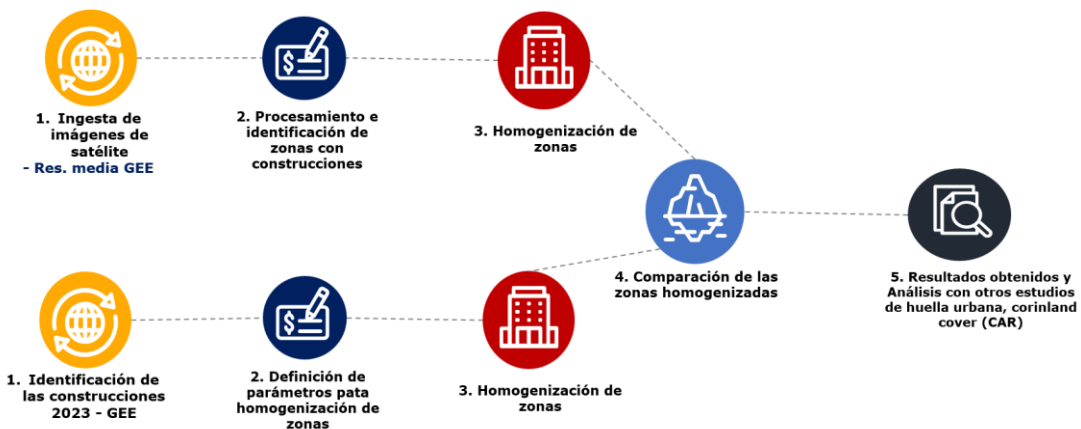 1. Ingesta de
imágenes de
satélite
- Res. media GEE
2. Procesamiento e
identificación de
zonas con
construcciones
3. Homogenización de
zonas
4. Comparación de las
zonas homogenizadas
5. Resultados obtenidos y
Análisis con otros estudios
de huella urbana, corinland
cover (CAR)
1. Identificación de
las construcciones
2023 - GEE
2. Definición de
parámetros pata
homogenización de
zonas
3. Homogenización de
zonas